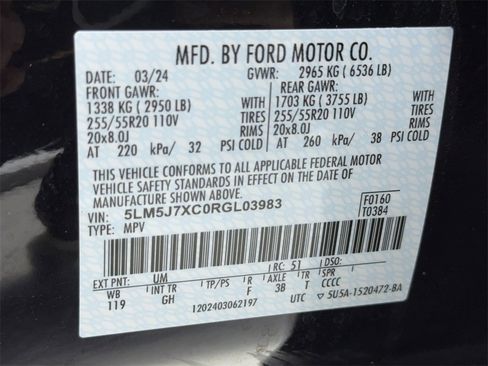 MFD. BY FORD MOTOR CO.
DATE: 03/24 GVWR: 2965 KG ( 6536 LB)
FRONT GAWR: REAR GAWR:
1338 KG ( 2950 LB) WITH 1703 KG ( 3755 LB) WITH
255/55R20 110V TIRES 255/55R20 110V TIRES
20x8.0J RIMS 20x8.0J RIMS
AT 220 kPa/ 32 PSI COLD AT 260 kPa/ 38 PSI COLD
THIS VEHICLE CONFORMS TO ALL APPLICABLE FEDERAL MOTOR
VEHICLE SAFETY AND BUMPER STANDARDS IN EFFECT ON THE DATE OF
MANUFACTURE SHOWN ABOVE.
VIN: 5LM5J7XC0RGL03983 F0160
TYPE: MPV T0384
EXT PNT: UM RC: 51 DSO:
WB INT TR TP/PS R AXLE TR SPR
119 GH F 3B T CCCC
1202403062197 UTC ▽ 5U5A-1520472-BA